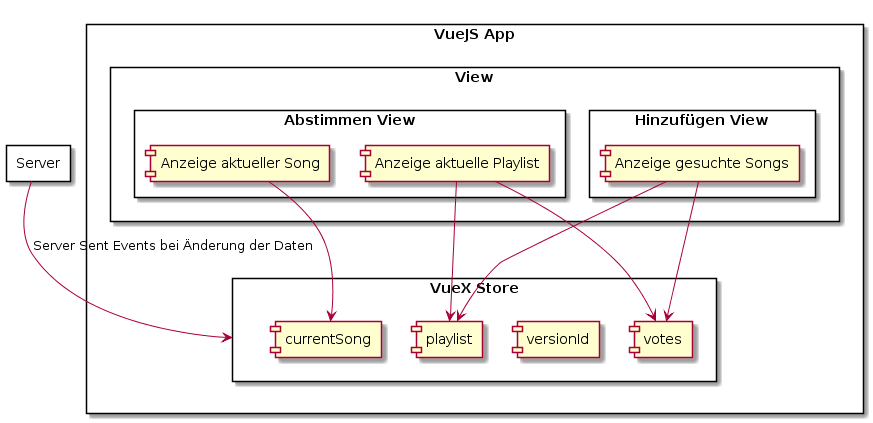 VueJS App
View
Abstimmen View
Hinzufügen View
Server
Anzeige aktueller Song
Anzeige aktuelle Playlist
Anzeige gesuchte Songs
Server Sent Events bei Änderung der Daten
VueX Store
currentSong
playlist
versionId
votes